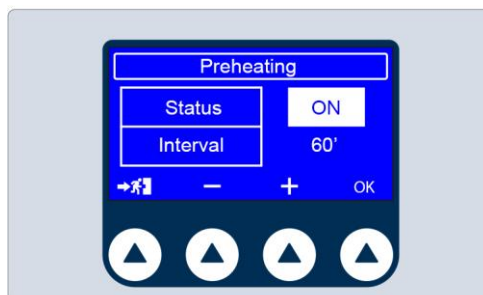 Preheating
Status ON
Interval 60'
− + OK